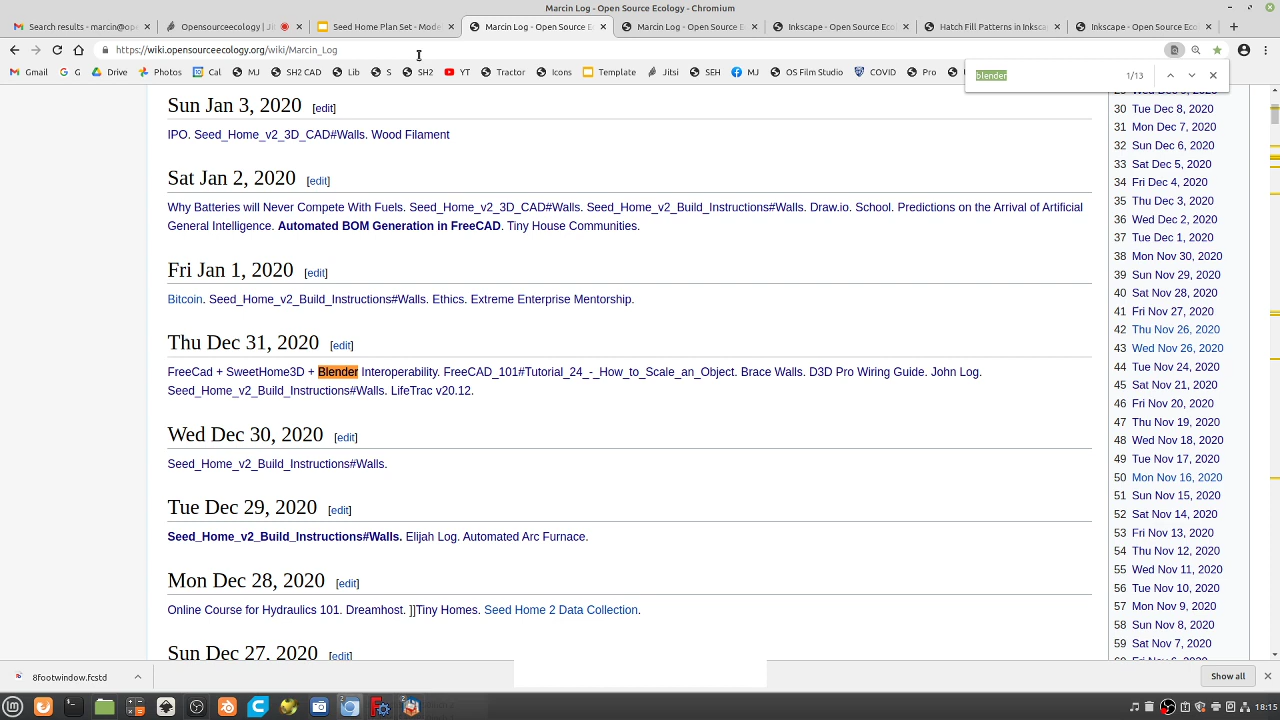 Marcin Log - Open Source Ecology - Chromium
Search results - marcin@op
Opensourceecology | Jit
Seed Home Plan Set - Mode
Marcin Log - Open Source E
Marcin Log - Open Source E
Inkscape - Open Source Ecol
Hatch Fill Patterns in Inksca
Inkscape - Open Source Eco
https://wiki.opensourceecology.org/wiki/Marcin_Log
Gmail
G
Drive
Photos
Cal
MJ
SH2 CAD
Lib
S
SH2
YT
Tractor
Icons
Template
Jitsi
SEH
MJ
OS Film Studio
COVID
Pro
blender 1/13
Sun Jan 3, 2020 [edit]
IPO. Seed_Home_v2_3D_CAD#Walls. Wood Filament
Sat Jan 2, 2020 [edit]
Why Batteries will Never Compete With Fuels. Seed_Home_v2_3D_CAD#Walls. Seed_Home_v2_Build_Instructions#Walls. Draw.io. School. Predictions on the Arrival of Artificial
General Intelligence. Automated BOM Generation in FreeCAD. Tiny House Communities.
Fri Jan 1, 2020 [edit]
Bitcoin. Seed_Home_v2_Build_Instructions#Walls. Ethics. Extreme Enterprise Mentorship.
Thu Dec 31, 2020 [edit]
FreeCad + SweetHome3D + Blender Interoperability. FreeCAD_101#Tutorial_24_-_How_to_Scale_an_Object. Brace Walls. D3D Pro Wiring Guide. John Log.
Seed_Home_v2_Build_Instructions#Walls. LifeTrac v20.12.
Wed Dec 30, 2020 [edit]
Seed_Home_v2_Build_Instructions#Walls.
Tue Dec 29, 2020 [edit]
Seed_Home_v2_Build_Instructions#Walls. Elijah Log. Automated Arc Furnace.
Mon Dec 28, 2020 [edit]
Online Course for Hydraulics 101. Dreamhost. ]]Tiny Homes. Seed Home 2 Data Collection.
Sun Dec 27, 2020 [edit]
30 Tue Dec 8, 2020
31 Mon Dec 7, 2020
32 Sun Dec 6, 2020
33 Sat Dec 5, 2020
34 Fri Dec 4, 2020
35 Thu Dec 3, 2020
36 Wed Dec 2, 2020
37 Tue Dec 1, 2020
38 Mon Nov 30, 2020
39 Sun Nov 29, 2020
40 Sat Nov 28, 2020
41 Fri Nov 27, 2020
42 Thu Nov 26, 2020
43 Wed Nov 26, 2020
44 Tue Nov 24, 2020
45 Sat Nov 21, 2020
46 Fri Nov 20, 2020
47 Thu Nov 19, 2020
48 Wed Nov 18, 2020
49 Tue Nov 17, 2020
50 Mon Nov 16, 2020
51 Sun Nov 15, 2020
52 Sat Nov 14, 2020
53 Fri Nov 13, 2020
54 Thu Nov 12, 2020
55 Wed Nov 11, 2020
56 Tue Nov 10, 2020
57 Mon Nov 9, 2020
58 Sun Nov 8, 2020
59 Sat Nov 7, 2020
8footwindow.fcstd
Show all
18:15